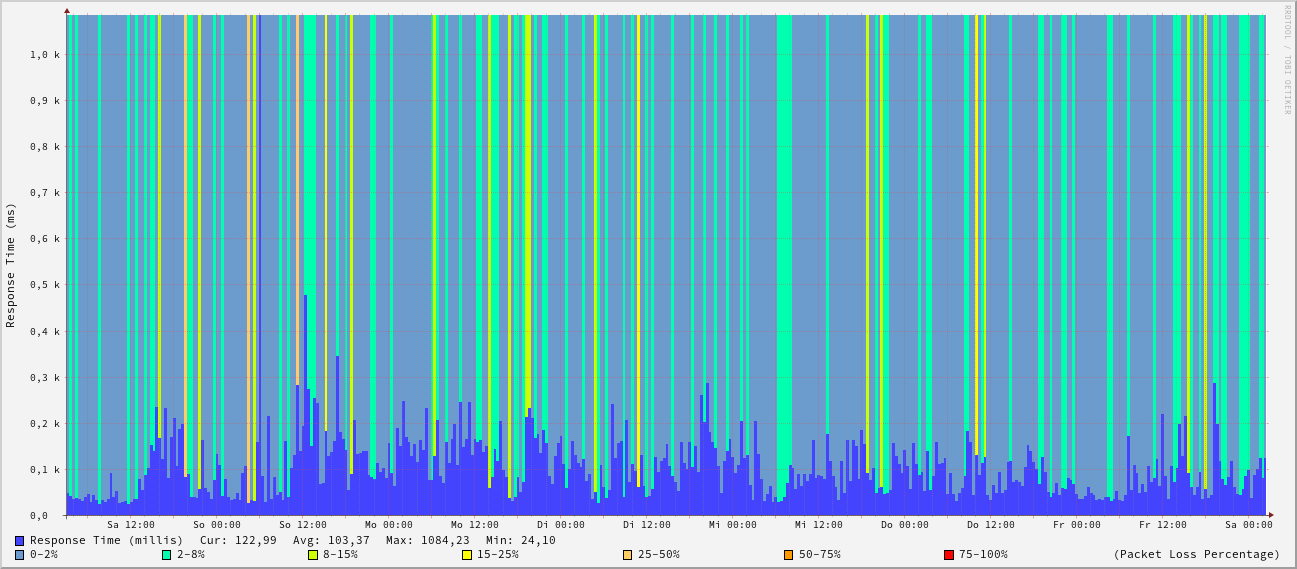 RRDTOOL / TOBI OETIKER
Response Time (ms)
1,0 k
0,9 k
0,8 k
0,7 k
0,6 k
0,5 k
0,4 k
0,3 k
0,2 k
0,1 k
0,0
Sa 12:00 So 00:00 So 12:00 Mo 00:00 Mo 12:00 Di 00:00 Di 12:00 Mi 00:00 Mi 12:00 Do 00:00 Do 12:00 Fr 00:00 Fr 12:00 Sa 00:00
Response Time (millis) Cur: 122,99 Avg: 103,37 Max: 1084,23 Min: 24,10
0-2% 2-8% 8-15% 15-25% 25-50% 50-75% 75-100% (Packet Loss Percentage)